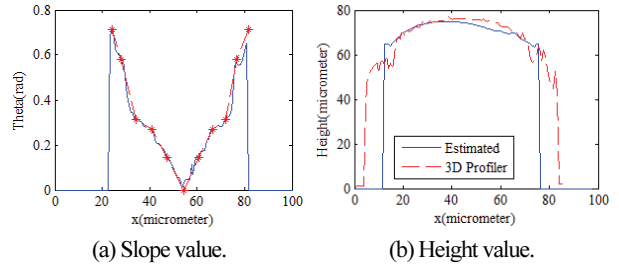 0.8
0.6
0.4
0.2
0
0 20 40 60 80 100
Theta(rad)
x(micrometer)
(a) Slope value.
80
60
40
20
0
0 20 40 60 80 100
Height(micrometer)
Estimated
3D Profiler
x(micrometer)
(b) Height value.